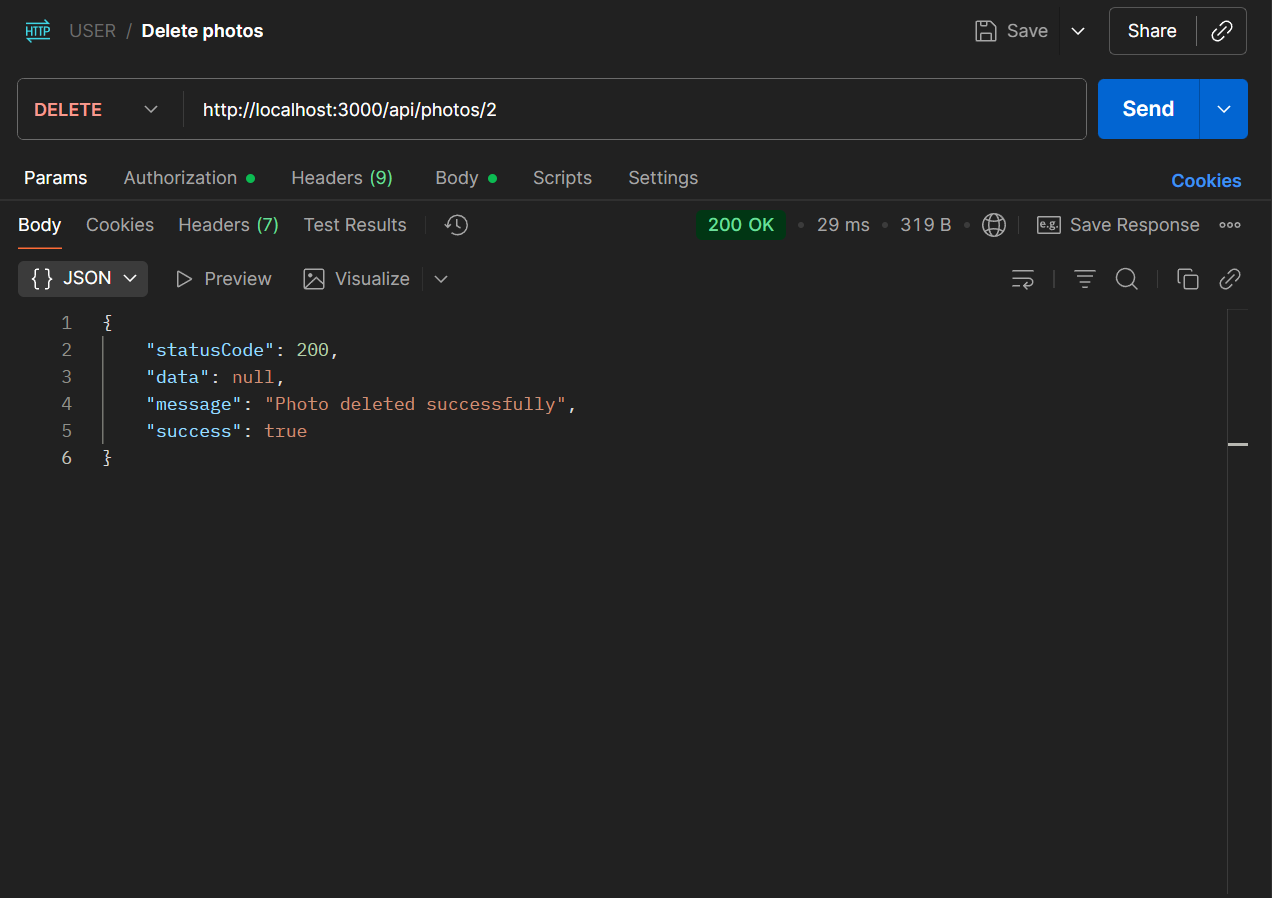 HTTP USER / Delete photos Save Share
DELETE http://localhost:3000/api/photos/2 Send
Params Authorization Headers (9) Body Scripts Settings Cookies
Body Cookies Headers (7) Test Results 200 OK • 29 ms • 319 B • e.g. Save Response
{} JSON Preview Visualize
1 {
2 "statusCode": 200,
3 "data": null,
4 "message": "Photo deleted successfully",
5 "success": true
6 }